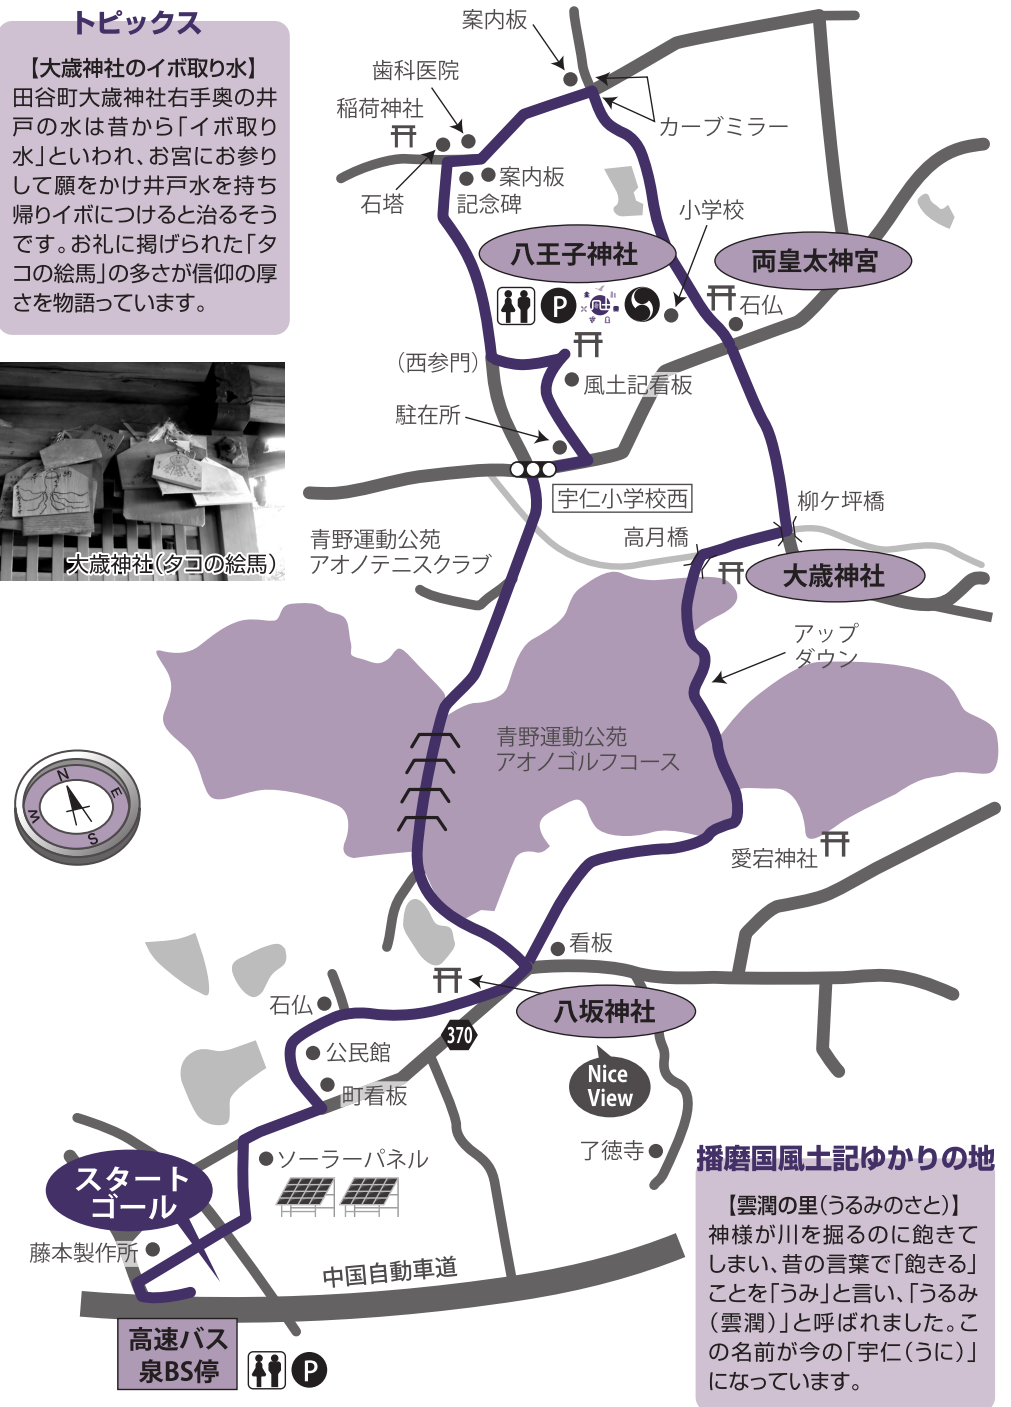 トピックス
【大歳神社のイボ取り水】
田谷町大歳神社右手奥の井
戸の水は昔から「イボ取り
水」といわれ、お宮にお参り
して願をかけ井戸水を持ち
帰りイボにつけると治るそう
です。お礼に掲げられた「タ
コの絵馬」の多さが信仰の厚
さを物語っています。
大歳神社(タコの絵馬)
案内板
歯科医院
稲荷神社
カーブミラー
案内板
石塔
記念碑
小学校
八王子神社
両皇太神宮
P
石仏
(西参門)
風土記看板
駐在所
宇仁小学校西
柳ケ坪橋
高月橋
青野運動公苑
アオノテニスクラブ
大歳神社
アップ
ダウン
青野運動公苑
アオノゴルフコース
N
E
S
W
愛宕神社
看板
石仏
八坂神社
370
公民館
町看板
Nice
View
了徳寺
ソーラーパネル
スタート
ゴール
藤本製作所
中国自動車道
高速バス
泉BS停
P
播磨国風土記ゆかりの地
【雲潤の里(うるみのさと)】
神様が川を掘るのに飽きて
しまい、昔の言葉で「飽きる」
ことを「うみ」と言い、「うるみ
(雲潤)」と呼ばれました。こ
の名前が今の「宇仁(うに)」
になっています。